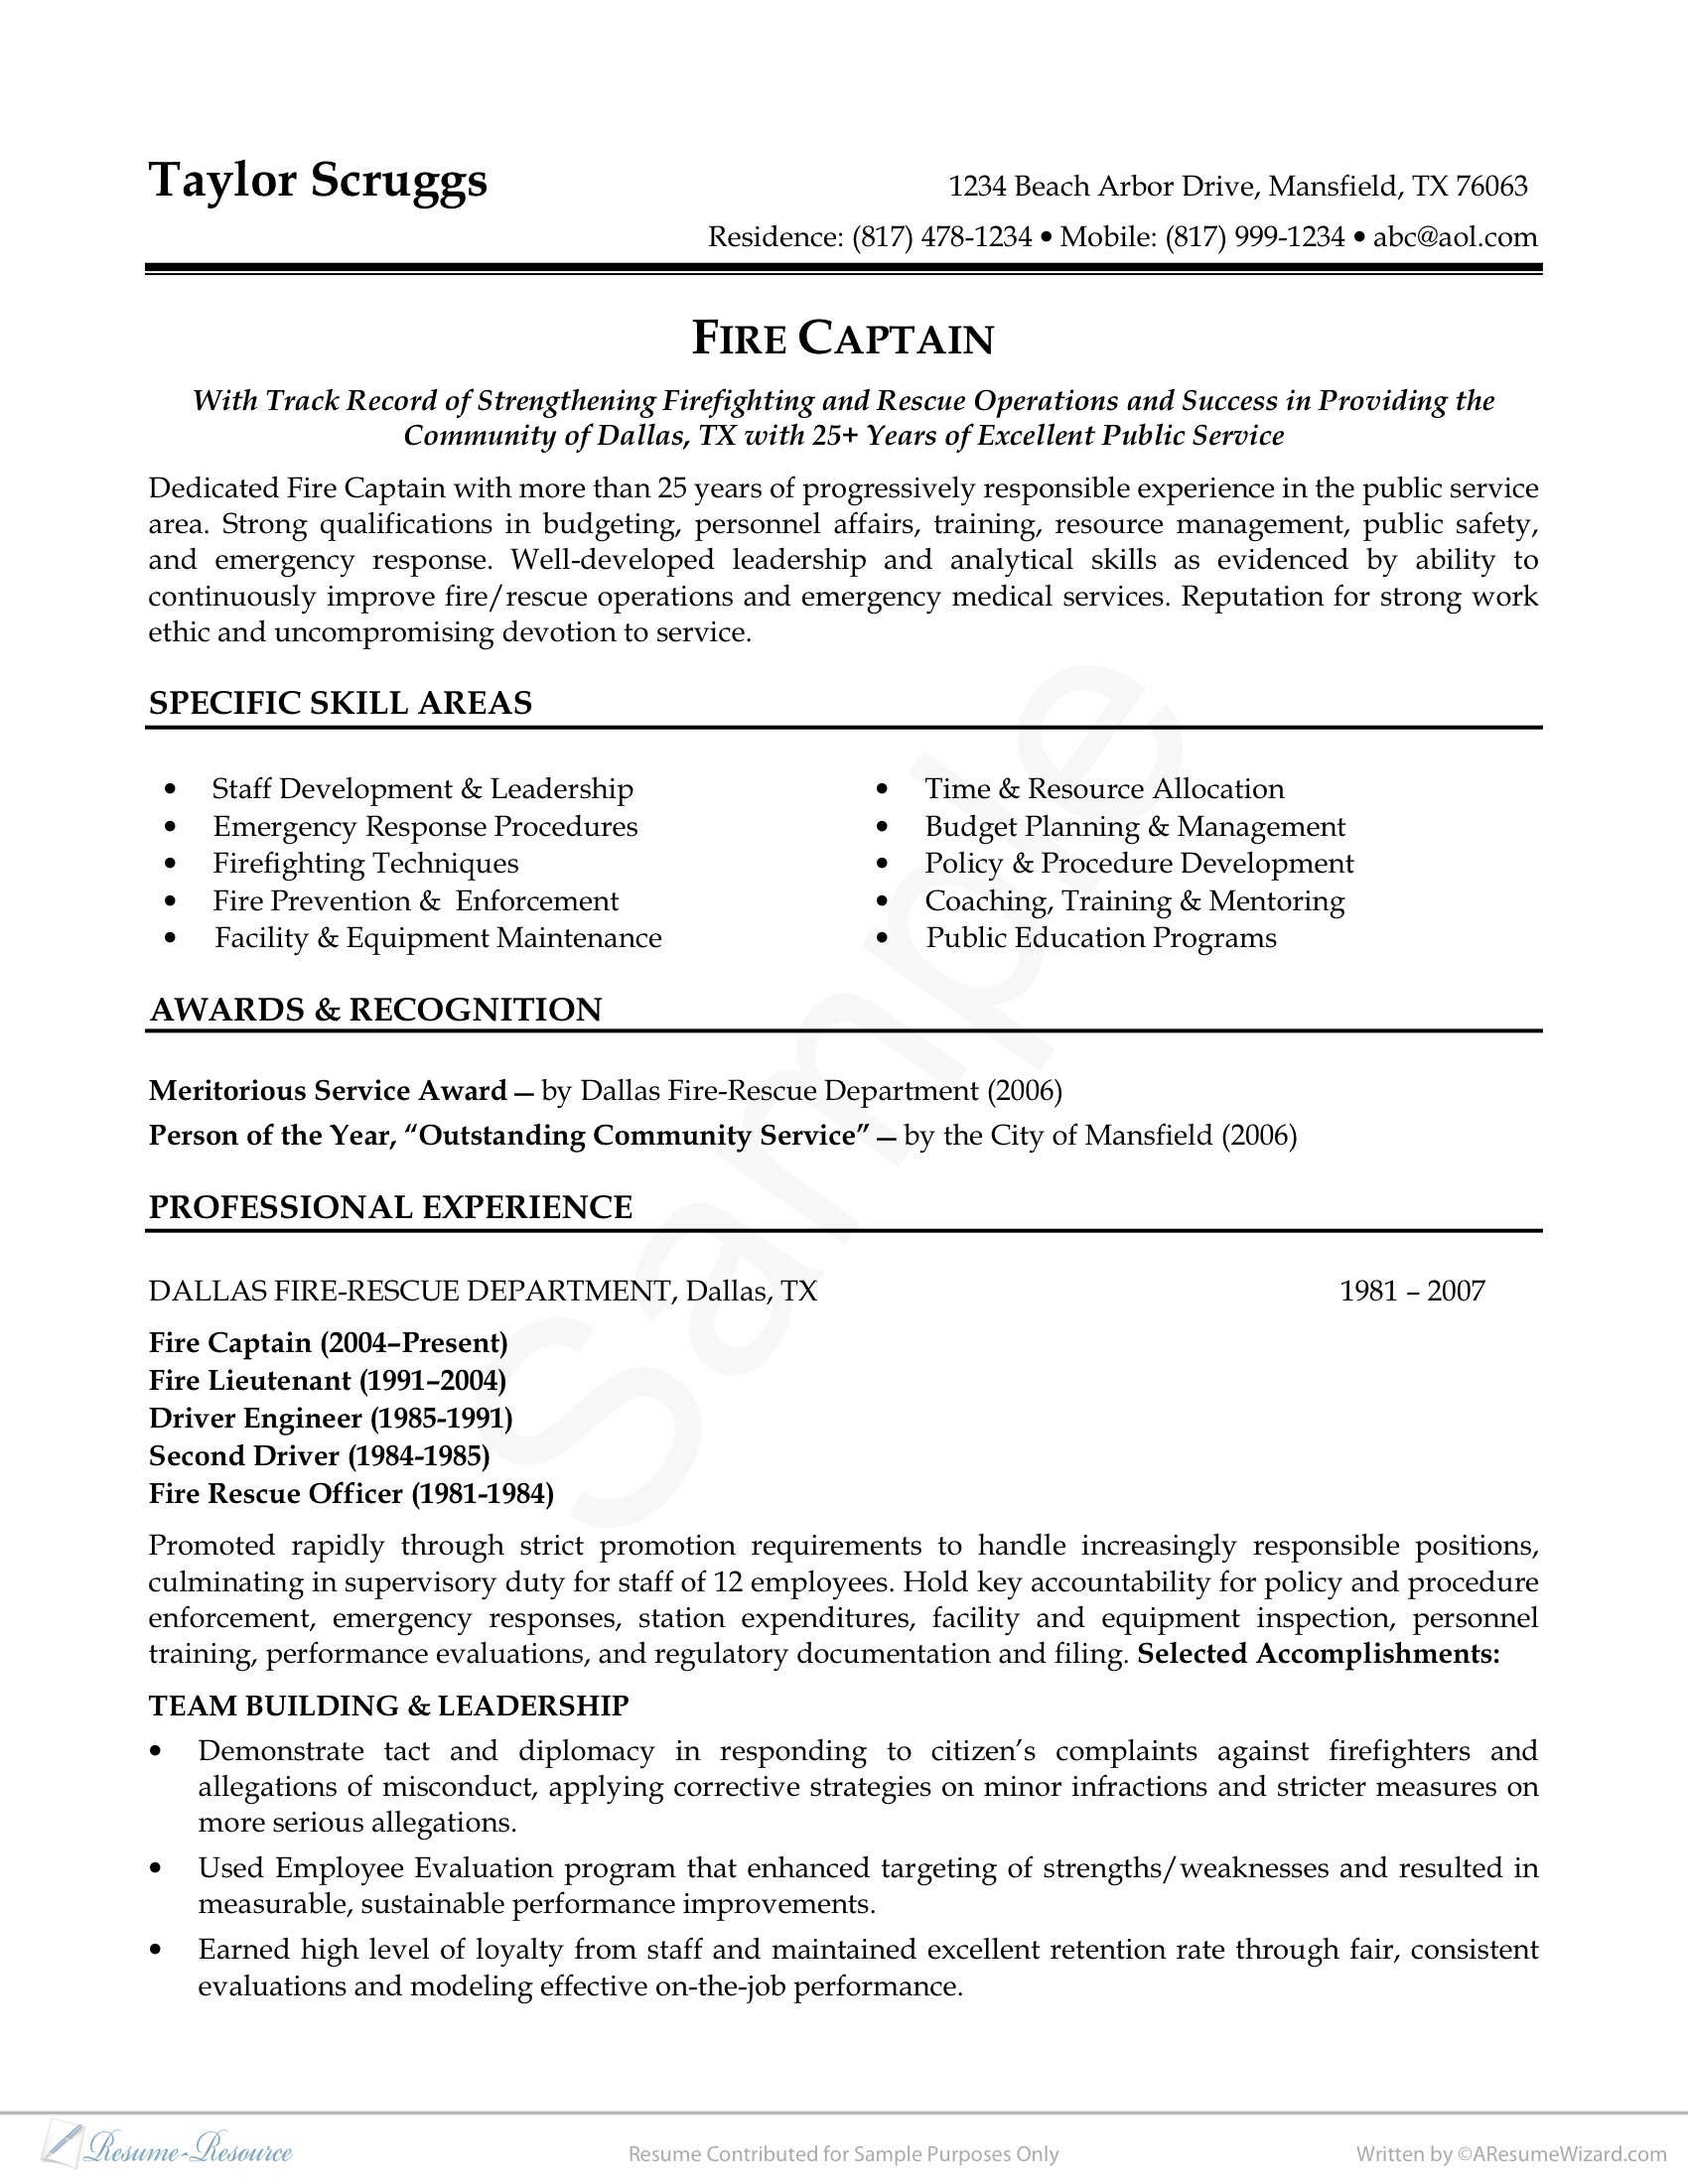 Taylor Scruggs
1234 Beach Arbor Drive, Mansfield, TX 76063
Residence: (817) 478-1234 • Mobile: (817) 999-1234 • abc@aol.com
FIRE CAPTAIN
With Track Record of Strengthening Firefighting and Rescue Operations and Success in Providing the
Community of Dallas, TX with 25+ Years of Excellent Public Service
Dedicated Fire Captain with more than 25 years of progressively responsible experience in the public service
area. Strong qualifications in budgeting, personnel affairs, training, resource management, public safety,
and emergency response. Well-developed leadership and analytical skills as evidenced by ability to
continuously improve fire/rescue operations and emergency medical services. Reputation for strong work
ethic and uncompromising devotion to service.
SPECIFIC SKILL AREAS
• Staff Development & Leadership
• Emergency Response Procedures
• Firefighting Techniques
• Fire Prevention & Enforcement
• Facility & Equipment Maintenance
• Time & Resource Allocation
• Budget Planning & Management
• Policy & Procedure Development
• Coaching, Training & Mentoring
• Public Education Programs
AWARDS & RECOGNITION
Meritorious Service Award — by Dallas Fire-Rescue Department (2006)
Person of the Year, “Outstanding Community Service” — by the City of Mansfield (2006)
PROFESSIONAL EXPERIENCE
DALLAS FIRE-RESCUE DEPARTMENT, Dallas, TX 1981 – 2007
Fire Captain (2004–Present)
Fire Lieutenant (1991–2004)
Driver Engineer (1985-1991)
Second Driver (1984-1985)
Fire Rescue Officer (1981-1984)
Promoted rapidly through strict promotion requirements to handle increasingly responsible positions,
culminating in supervisory duty for staff of 12 employees. Hold key accountability for policy and procedure
enforcement, emergency responses, station expenditures, facility and equipment inspection, personnel
training, performance evaluations, and regulatory documentation and filing. Selected Accomplishments:
TEAM BUILDING & LEADERSHIP
• Demonstrate tact and diplomacy in responding to citizen’s complaints against firefighters and
allegations of misconduct, applying corrective strategies on minor infractions and stricter measures on
more serious allegations.
• Used Employee Evaluation program that enhanced targeting of strengths/weaknesses and resulted in
measurable, sustainable performance improvements.
• Earned high level of loyalty from staff and maintained excellent retention rate through fair, consistent
evaluations and modeling effective on-the-job performance.
Sample
Resume-Resource
Resume Contributed for Sample Purposes Only
Written by ©AResumeWizard.com